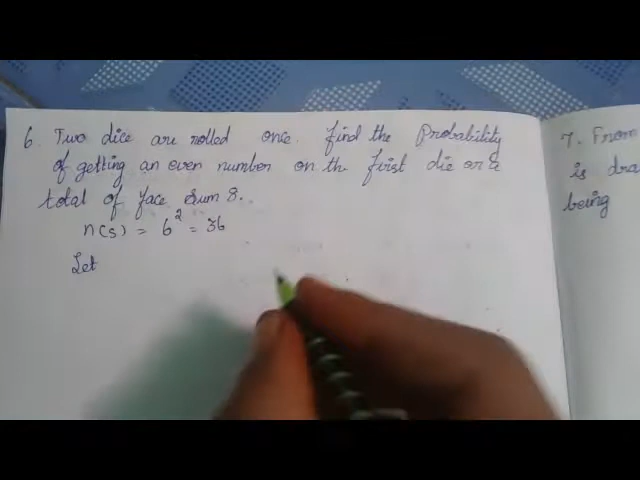 6. Two dice are rolled once. find the Probability
of getting an even number on the first die or a
total of face sum 8.
n(s) = 6² = 36
Let
7. From
is dra
being